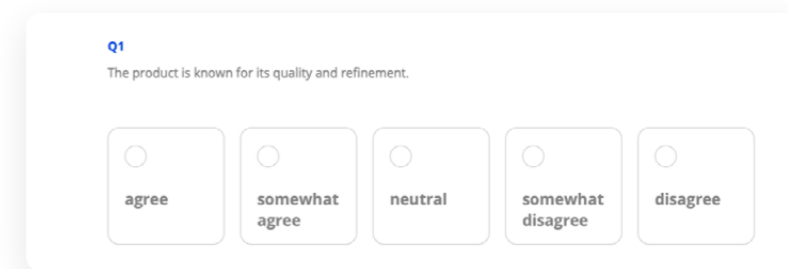 Q1
The product is known for its quality and refinement.
agree
somewhat
agree
neutral
somewhat
disagree
disagree